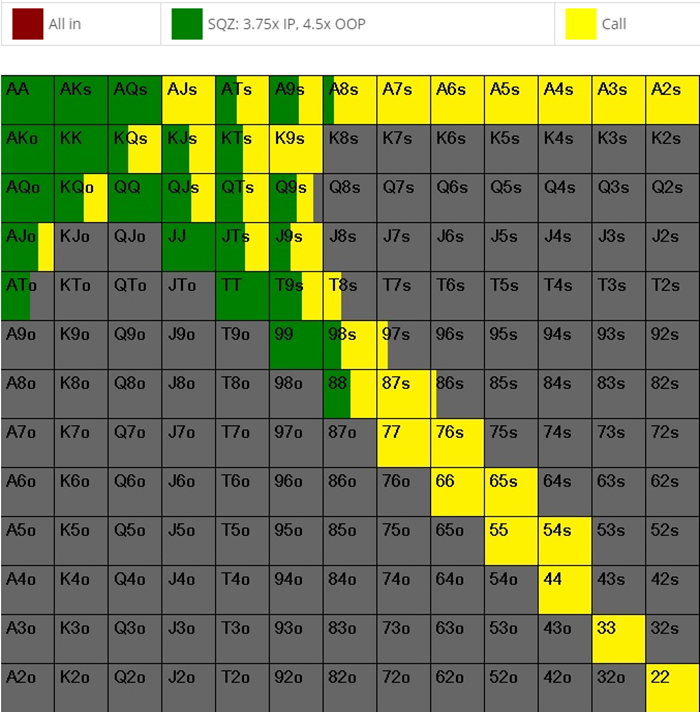 All in SQZ: 3.75x IP, 4.5x OOP Call
AA AKs AQs AJs ATs A9s A8s A7s A6s A5s A4s A3s A2s
AKo KK KQs KJs KTs K9s K8s K7s K6s K5s K4s K3s K2s
AQo KQo QQ QJs QTs Q9s Q8s Q7s Q6s Q5s Q4s Q3s Q2s
AJo KJo QJo JJ JTs J9s J8s J7s J6s J5s J4s J3s J2s
ATo KTo QTo JTo TT T9s T8s T7s T6s T5s T4s T3s T2s
A9o K9o Q9o J9o T9o 99 98s 97s 96s 95s 94s 93s 92s
A8o K8o Q8o J8o T8o 98o 88 87s 86s 85s 84s 83s 82s
A7o K7o Q7o J7o T7o 97o 87o 77 76s 75s 74s 73s 72s
A6o K6o Q6o J6o T6o 96o 86o 76o 66 65s 64s 63s 62s
A5o K5o Q5o J5o T5o 95o 85o 75o 65o 55 54s 53s 52s
A4o K4o Q4o J4o T4o 94o 84o 74o 64o 54o 44 43s 42s
A3o K3o Q3o J3o T3o 93o 83o 73o 63o 53o 43o 33 32s
A2o K2o Q2o J2o T2o 92o 82o 72o 62o 52o 42o 32o 22